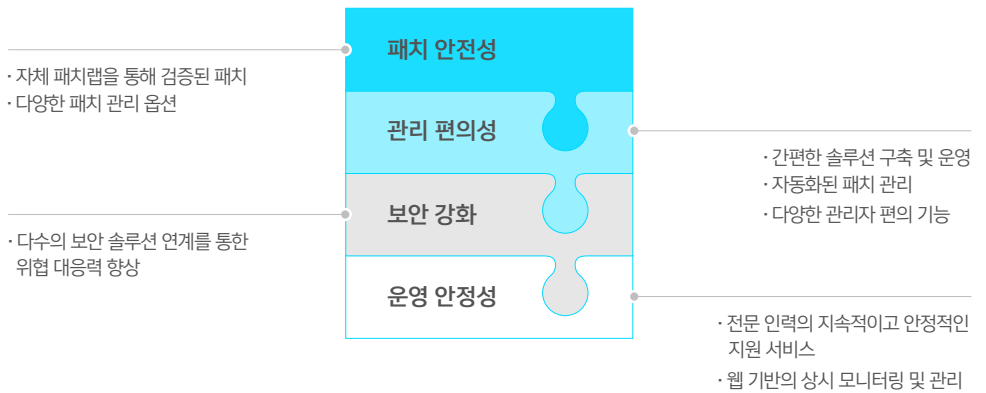 패치 안전성
· 자체 패치랩을 통해 검증된 패치
· 다양한 패치 관리 옵션
관리 편의성
· 간편한 솔루션 구축 및 운영
· 자동화된 패치 관리
· 다양한 관리자 편의 기능
보안 강화
· 다수의 보안 솔루션 연계를 통한
위협 대응력 향상
운영 안정성
· 전문 인력의 지속적이고 안정적인
지원 서비스
· 웹 기반의 상시 모니터링 및 관리